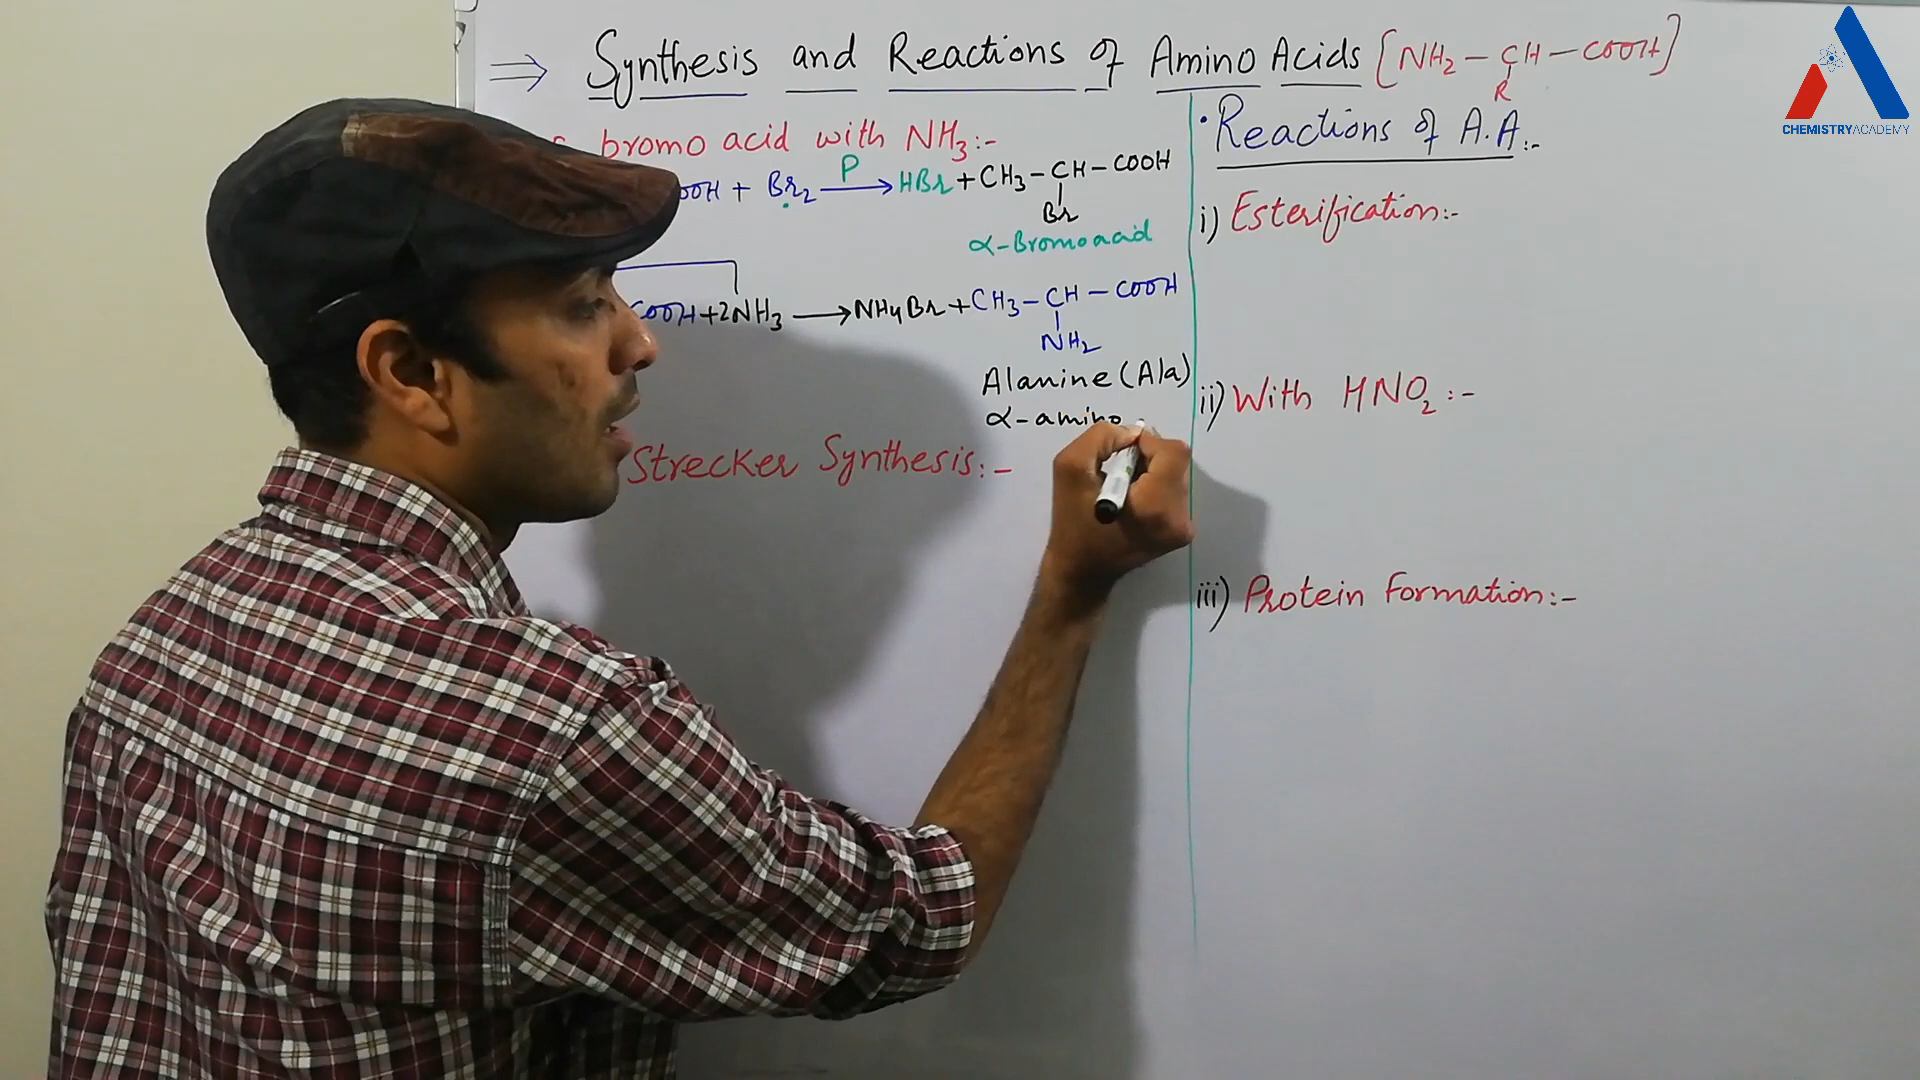 ⇒ Synthesis and Reactions of Amino Acids [NH₂ – CH – COOH]
R
bromo acid with NH₃:-
OOH + Br₂ —P→ HBr + CH₃ – CH – COOH
Br
α-Bromoacid
COOH + 2NH₃ ⟶ NH₄Br + CH₃ – CH – COOH
NH₂
Alanine (Ala)
α-amino
Strecker Synthesis:-
• Reactions of A.A:-
i) Esterification:-
ii) With HNO₂:-
iii) Protein Formation:-
CHEMISTRYACADEMY